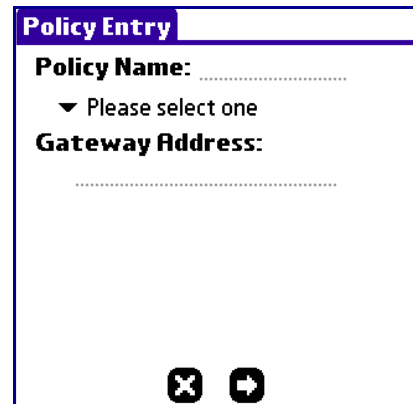 Policy Entry
Policy Name:
Please select one
Gateway Address: